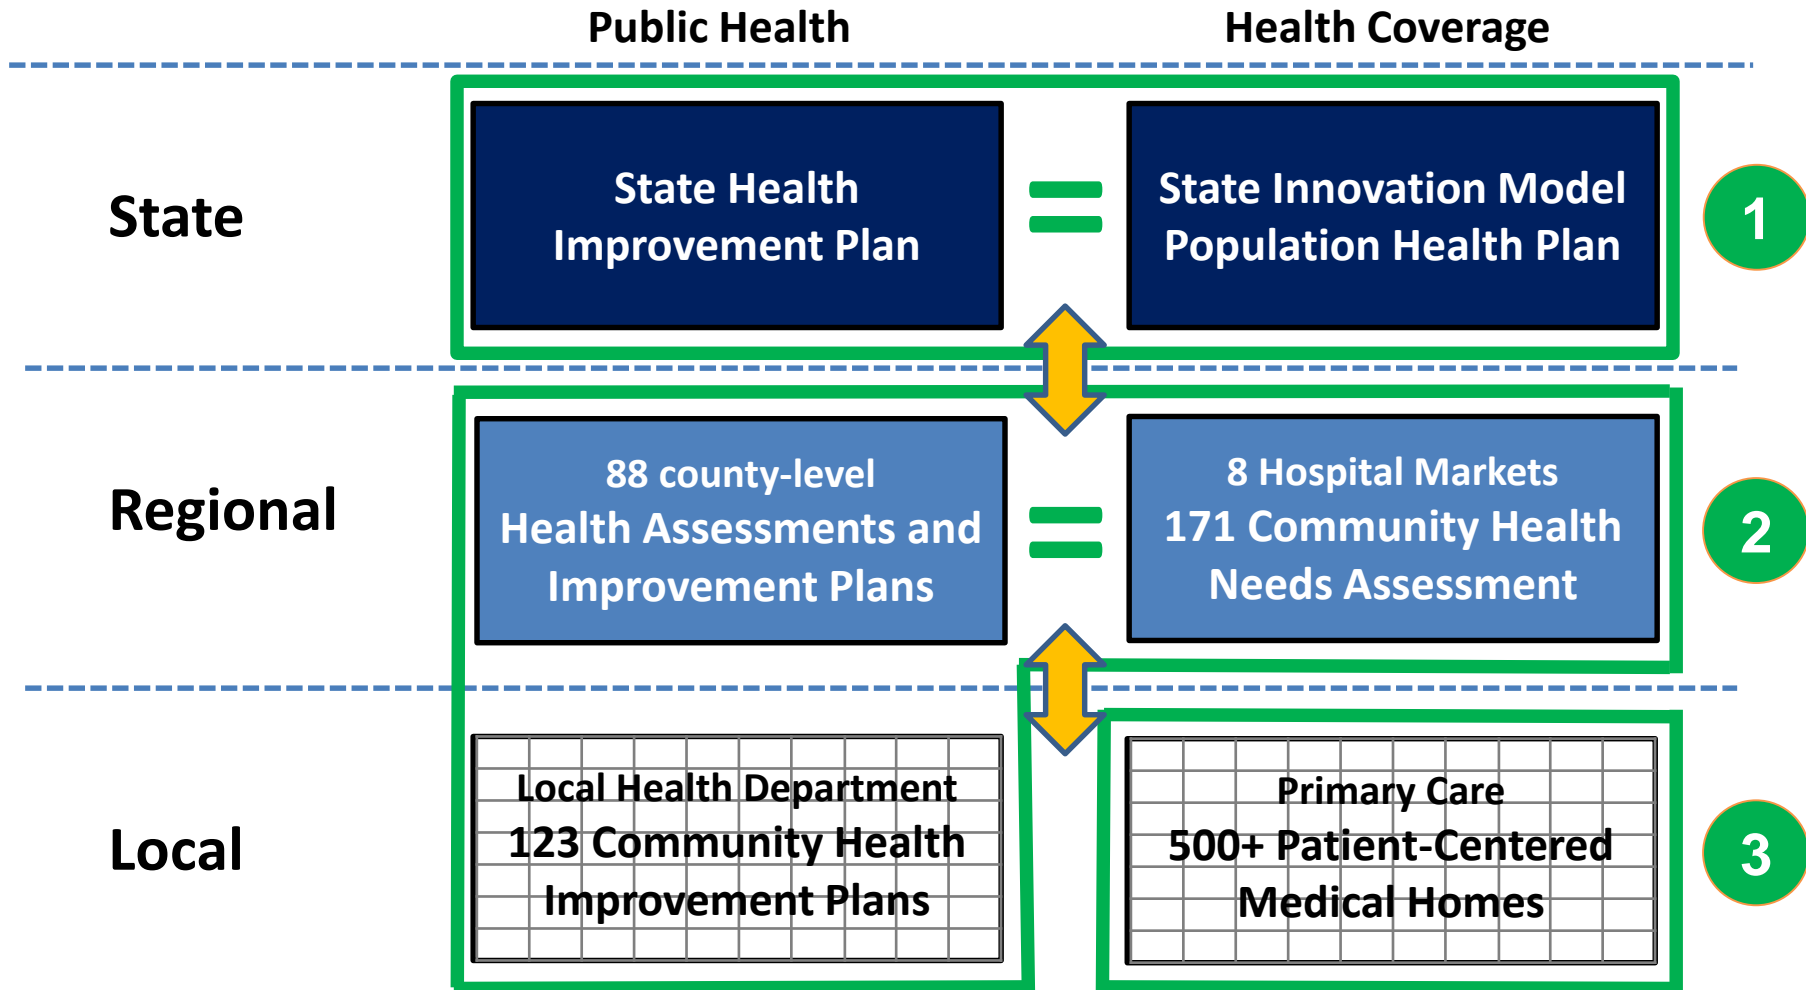 Public Health
Health Coverage
State
State Health
Improvement Plan
=
State Innovation Model
Population Health Plan
1
Regional
88 county-level
Health Assessments and
Improvement Plans
=
8 Hospital Markets
171 Community Health
Needs Assessment
2
Local
Local Health Department
123 Community Health
Improvement Plans
Primary Care
500+ Patient-Centered
Medical Homes
3